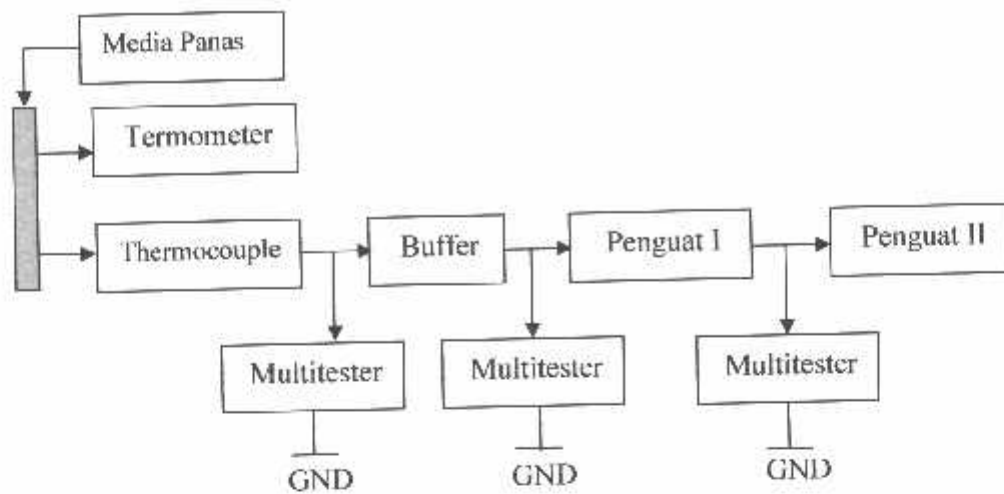 Media Panas
Termometer
Thermocouple
Buffer
Penguat I
Penguat II
Multitester
Multitester
Multitester
GND
GND
GND